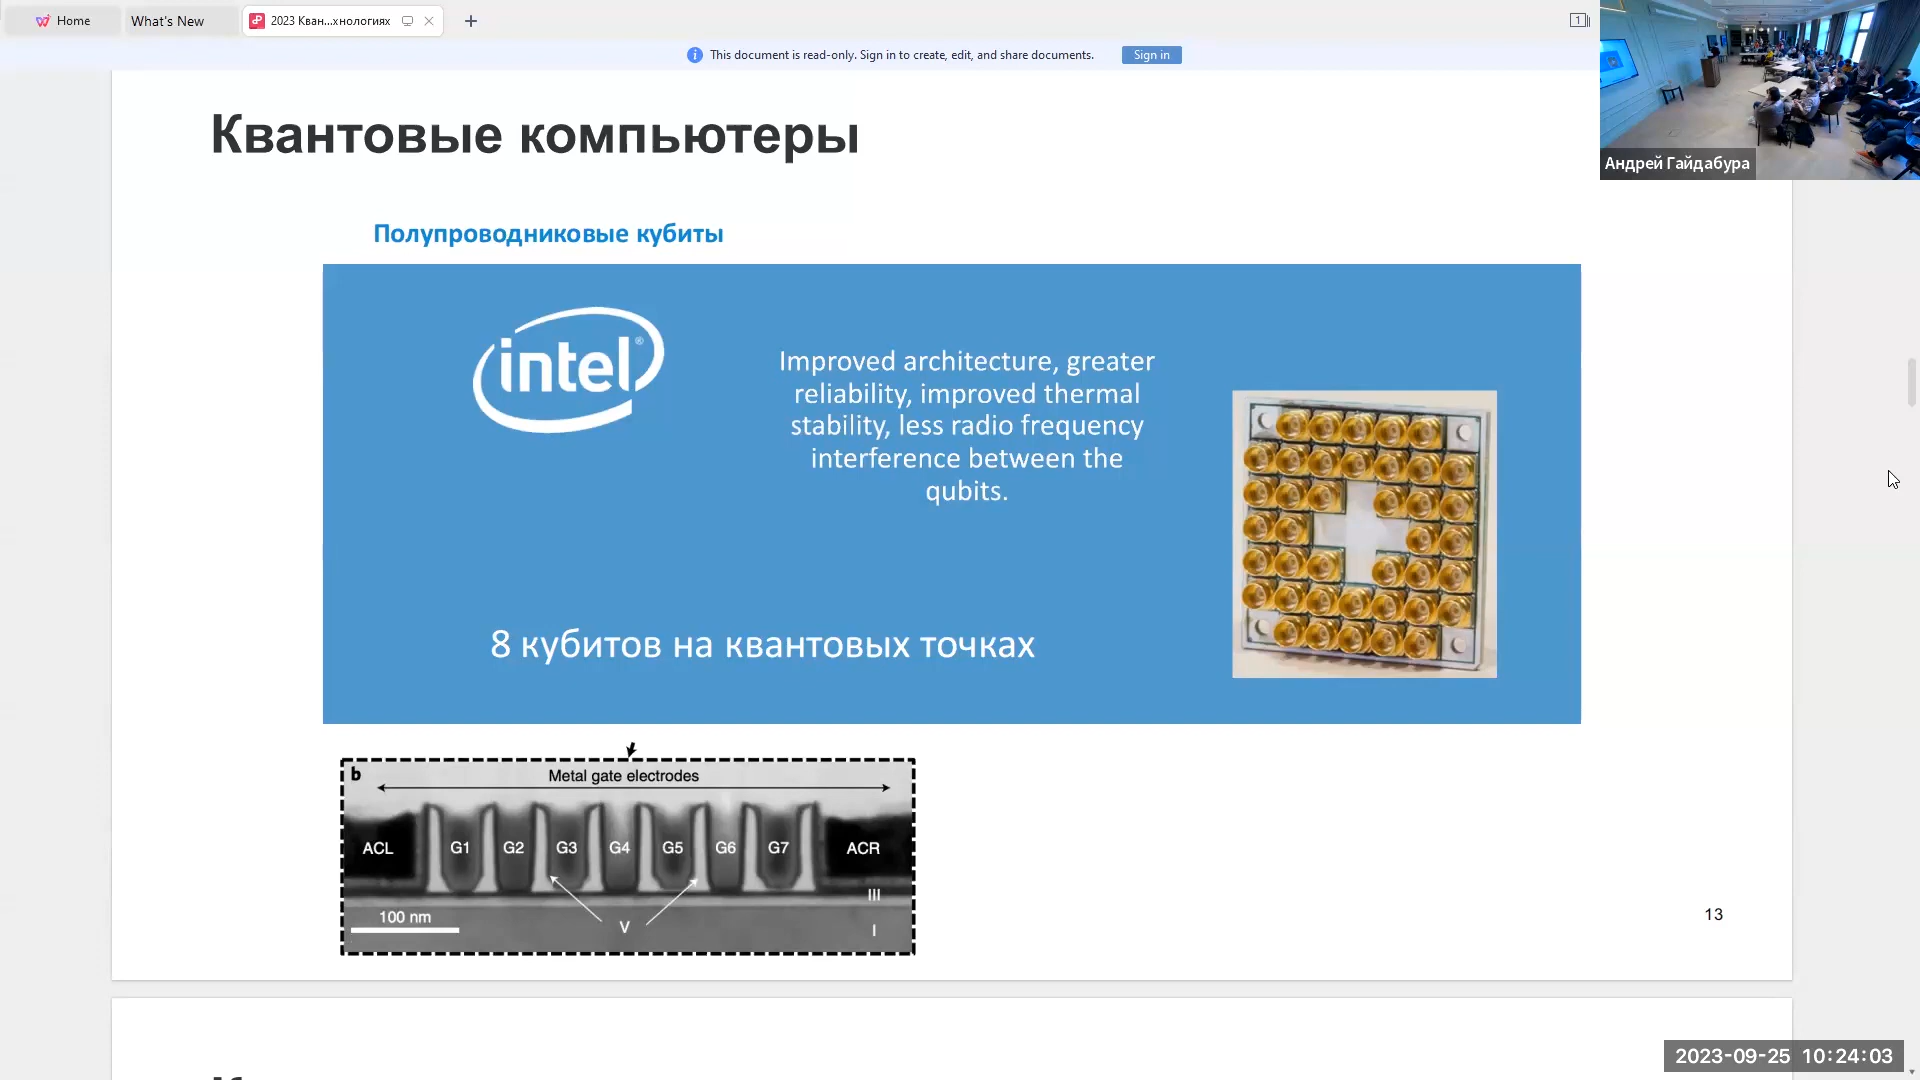 Home
What's New
2023 Кван...хнологиях
1
This document is read-only. Sign in to create, edit, and share documents.
Sign in
Андрей Гайдабура
Квантовые компьютеры
Полупроводниковые кубиты
intel®
Improved architecture, greater
reliability, improved thermal
stability, less radio frequency
interference between the
qubits.
8 кубитов на квантовых точках
b
Metal gate electrodes
ACL G1 G2 G3 G4 G5 G6 G7 ACR
III
100 nm
V
I
13
2023-09-25 10:24:03